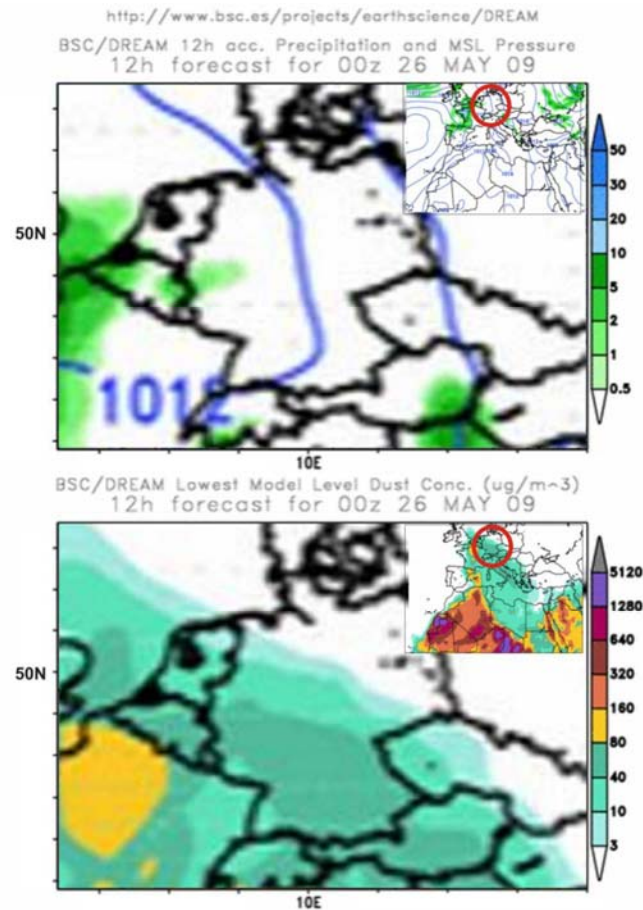 http://www.bsc.es/projects/earthscience/DREAM
BSC/DREAM 12h acc. Precipitation and MSL Pressure
12h forecast for 00z 26 MAY 09
50
30
20
10
5
2
1
0.5
50N
1012
10E
BSC/DREAM Lowest Model Level Dust Conc. (ug/m^3)
12h forecast for 00z 26 MAY 09
5120
1280
640
320
160
80
40
10
3
50N
10E